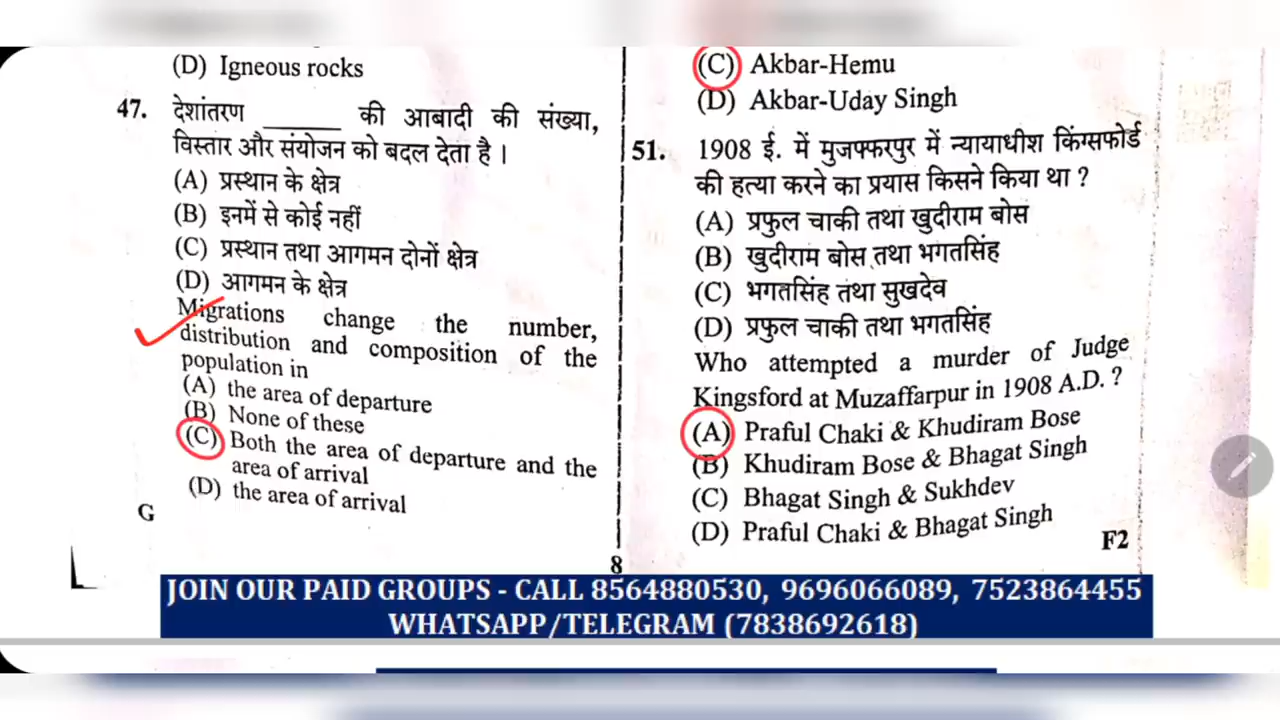 (D) Igneous rocks
47. देशांतरण ______ की आबादी की संख्या,
विस्तार और संयोजन को बदल देता है।
(A) प्रस्थान के क्षेत्र
(B) इनमें से कोई नहीं
(C) प्रस्थान तथा आगमन दोनों क्षेत्र
(D) आगमन के क्षेत्र
Migrations change the number,
distribution and composition of the
population in
(A) the area of departure
(B) None of these
(C) Both the area of departure and the
area of arrival
(D) the area of arrival
G
(C) Akbar-Hemu
(D) Akbar-Uday Singh
51. 1908 ई. में मुजफ्फरपुर में न्यायाधीश किंग्सफोर्ड
की हत्या करने का प्रयास किसने किया था ?
(A) प्रफुल चाकी तथा खुदीराम बोस
(B) खुदीराम बोस तथा भगतसिंह
(C) भगतसिंह तथा सुखदेव
(D) प्रफुल चाकी तथा भगतसिंह
Who attempted a murder of Judge
Kingsford at Muzaffarpur in 1908 A.D. ?
(A) Praful Chaki & Khudiram Bose
(B) Khudiram Bose & Bhagat Singh
(C) Bhagat Singh & Sukhdev
(D) Praful Chaki & Bhagat Singh
F2
8
JOIN OUR PAID GROUPS - CALL 8564880530, 9696066089, 7523864455
WHATSAPP/TELEGRAM (7838692618)